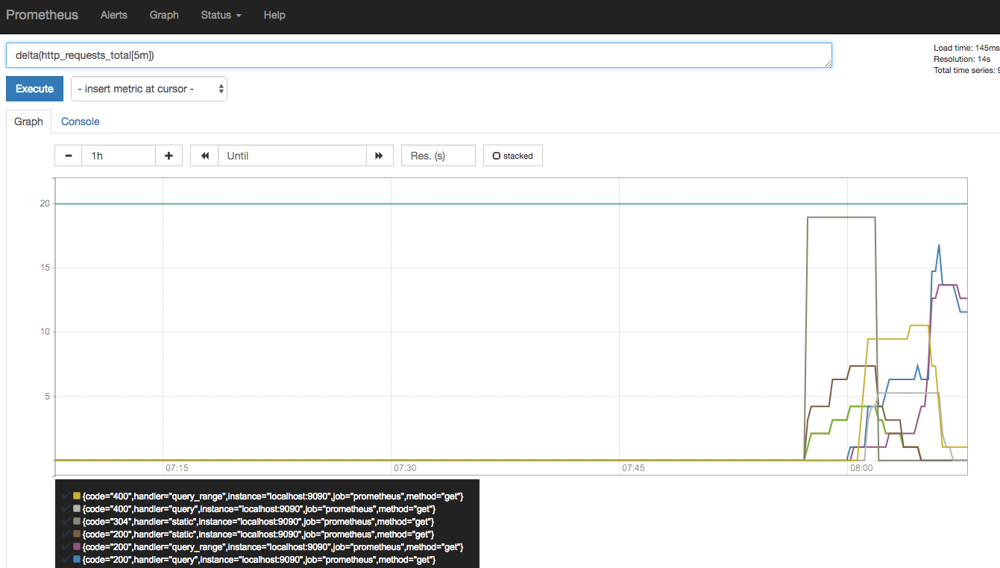 Prometheus Alerts Graph Status Help
delta(http_requests_total[5m])
Load time: 145ms
Resolution: 14s
Total time series: 9
Execute - insert metric at cursor -
Graph Console
1h Until Res. (s) stacked
20
15
10
5
07:15 07:30 07:45 08:00
{code="400",handler="query_range",instance="localhost:9090",job="prometheus",method="get"}
{code="400",handler="query",instance="localhost:9090",job="prometheus",method="get"}
{code="304",handler="static",instance="localhost:9090",job="prometheus",method="get"}
{code="200",handler="static",instance="localhost:9090",job="prometheus",method="get"}
{code="200",handler="query_range",instance="localhost:9090",job="prometheus",method="get"}
{code="200",handler="query",instance="localhost:9090",job="prometheus",method="get"}